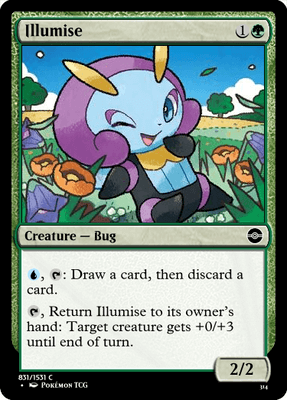 Illumise 1
Creature — Bug
, : Draw a card, then discard a
card.
, Return Illumise to its owner's
hand: Target creature gets +0/+3
until end of turn.
2/2
831/1531 C
• Pokémon TCG